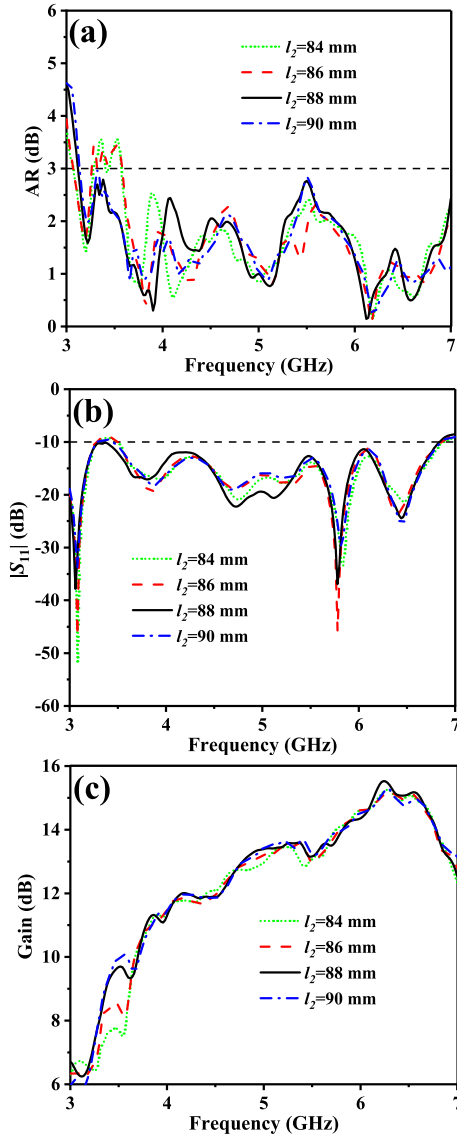 (a)
l2=84 mm
l2=86 mm
l2=88 mm
l2=90 mm
AR (dB)
6
5
4
3
2
1
0
3 4 5 6 7
Frequency (GHz)
(b)
|S11| (dB)
0
-10
-20
-30
-40
-50
-60
l2=84 mm
l2=86 mm
l2=88 mm
l2=90 mm
3 4 5 6 7
Frequency (GHz)
(c)
Gain (dB)
16
14
12
10
8
6
l2=84 mm
l2=86 mm
l2=88 mm
l2=90 mm
3 4 5 6 7
Frequency (GHz)